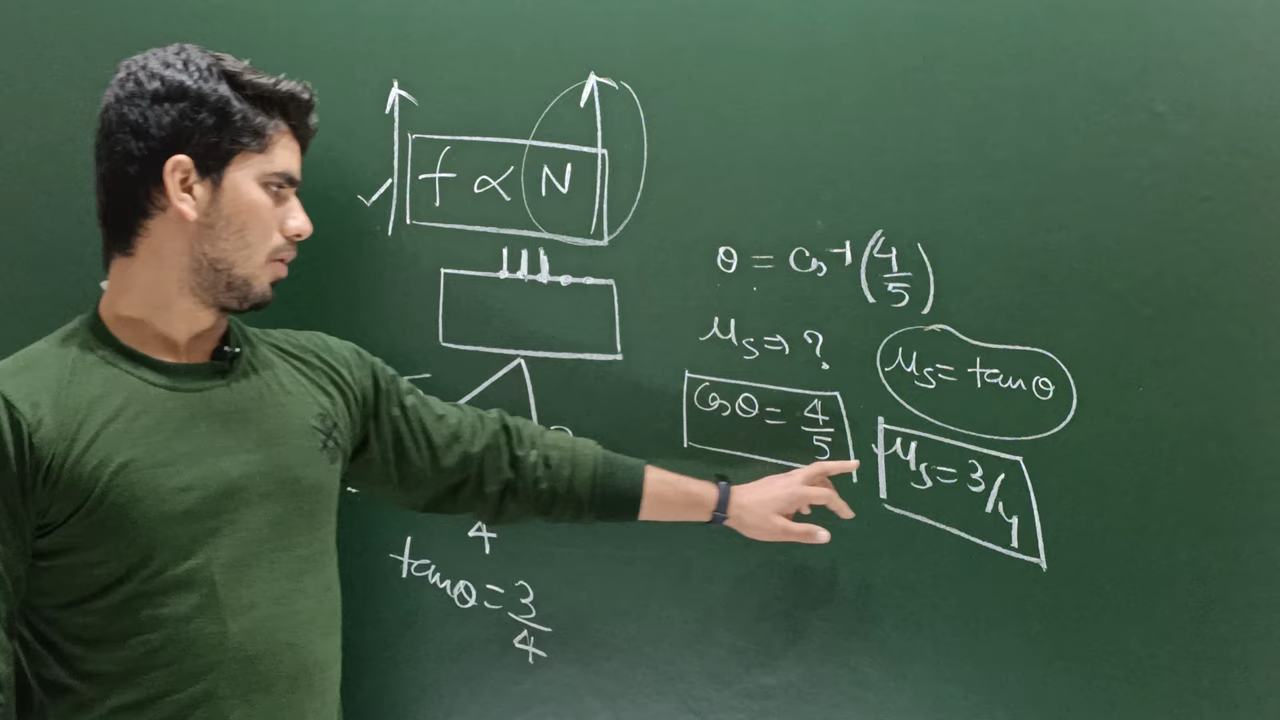 f ∝ N
θ = Cos⁻¹(4/5)
μs ⇒ ?
Cosθ = 4/5
μs = tanθ
μs = 3/4
4
tanθ = 3/4